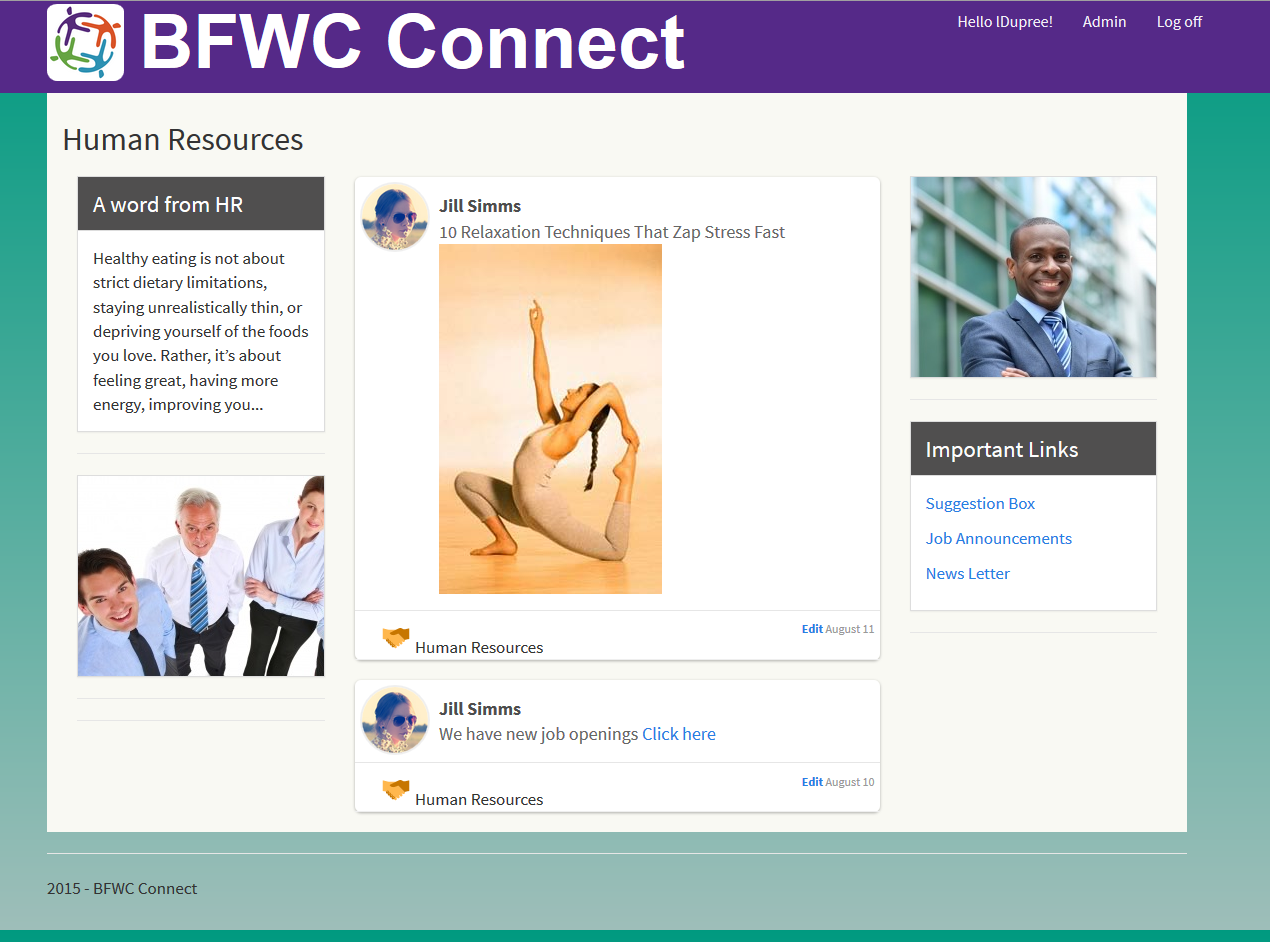 BFWC Connect
Hello lDupree!
Admin
Log off
Human Resources
A word from HR
Healthy eating is not about
strict dietary limitations,
staying unrealistically thin, or
depriving yourself of the foods
you love. Rather, it’s about
feeling great, having more
energy, improving you...
Jill Simms
10 Relaxation Techniques That Zap Stress Fast
Human Resources
Edit August 11
Jill Simms
We have new job openings Click here
Human Resources
Edit August 10
Important Links
Suggestion Box
Job Announcements
News Letter
2015 - BFWC Connect